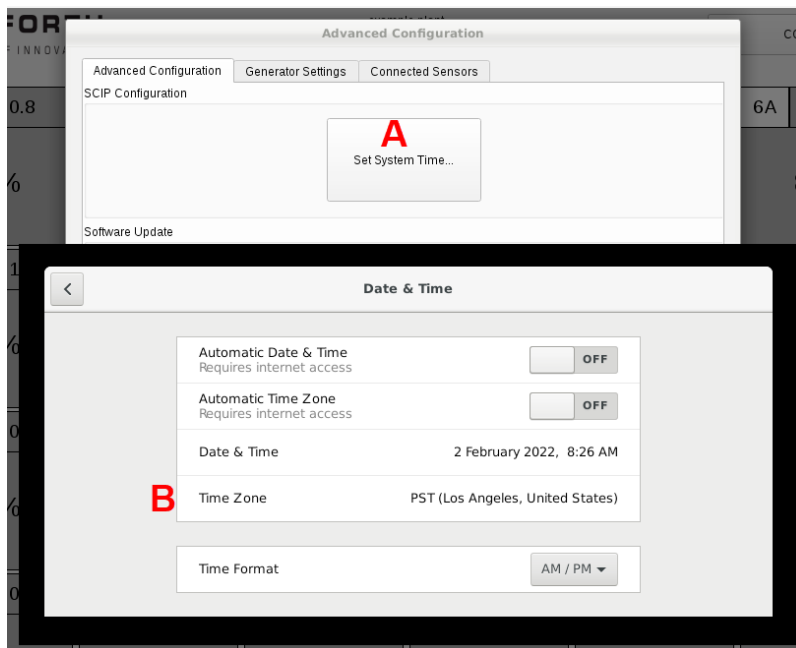 Advanced Configuration
Advanced Configuration Generator Settings Connected Sensors
SCIP Configuration
0.8
6A
A
Set System Time...
%
Software Update
1
Date & Time
Automatic Date & Time
OFF
Requires internet access
Automatic Time Zone
OFF
Requires internet access
Date & Time 2 February 2022, 8:26 AM
B
Time Zone PST (Los Angeles, United States)
Time Format AM / PM